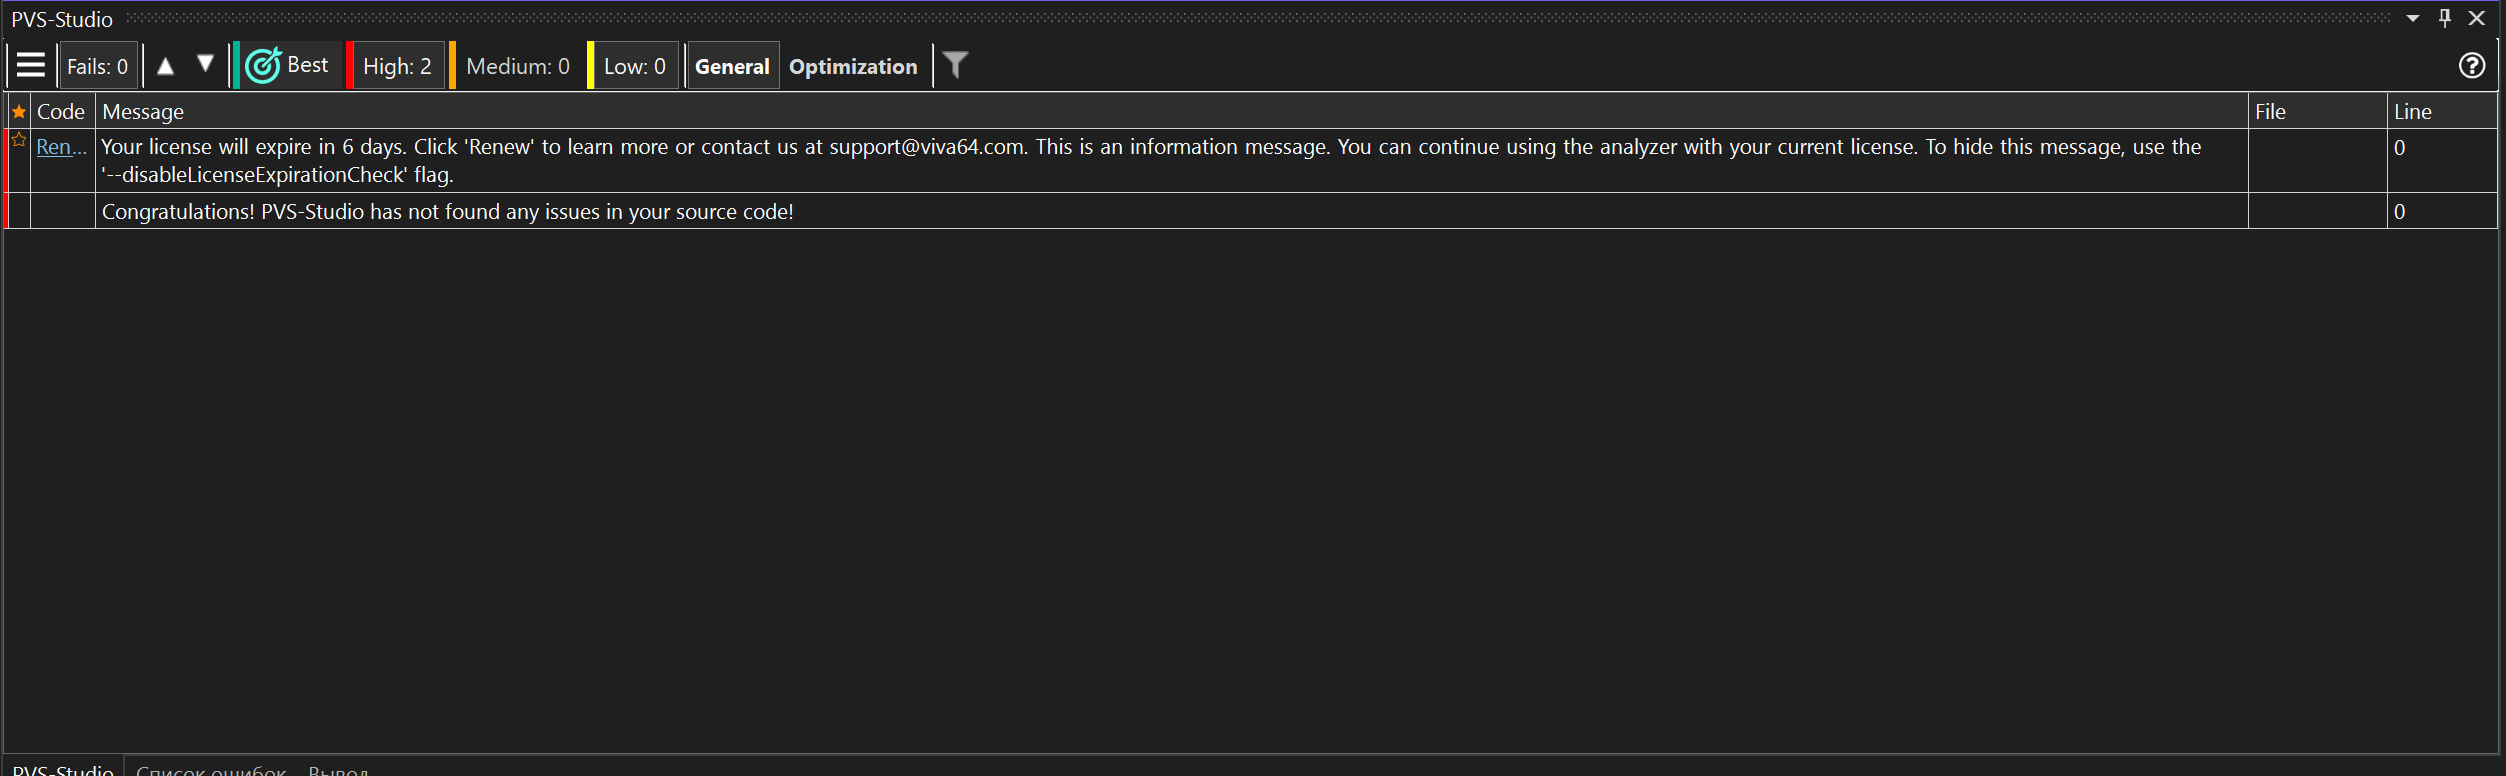 PVS-Studio
Fails: 0 Best High: 2 Medium: 0 Low: 0 General Optimization
Code Message File Line
Ren... Your license will expire in 6 days. Click 'Renew' to learn more or contact us at support@viva64.com. This is an information message. You can continue using the analyzer with your current license. To hide this message, use the 0
'--disableLicenseExpirationCheck' flag.
Congratulations! PVS-Studio has not found any issues in your source code! 0
PVS-Studio Список ошибок Вывод